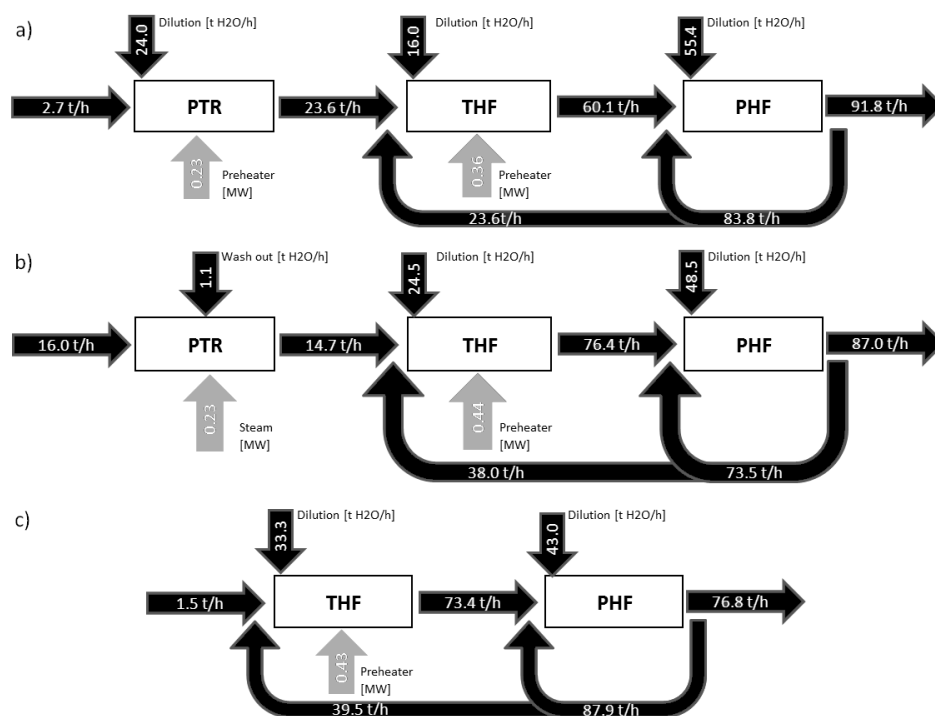 a)
Dilution [t H2O/h]
24.0
Dilution [t H2O/h]
16.0
Dilution [t H2O/h]
55.4
2.7 t/h
PTR
23.6 t/h
THF
60.1 t/h
PHF
91.8 t/h
0.23
Preheater
[MW]
0.36
Preheater
[MW]
23.6t/h
83.8 t/h
b)
Wash out [t H2O/h]
1.1
Dilution [t H2O/h]
24.5
Dilution [t H2O/h]
48.5
16.0 t/h
PTR
14.7 t/h
THF
76.4 t/h
PHF
87.0 t/h
0.23
Steam
[MW]
0.44
Preheater
[MW]
38.0 t/h
73.5 t/h
c)
Dilution [t H2O/h]
33.3
Dilution [t H2O/h]
43.0
1.5 t/h
THF
73.4 t/h
PHF
76.8 t/h
0.43
Preheater
[MW]
39.5 t/h
87.9 t/h